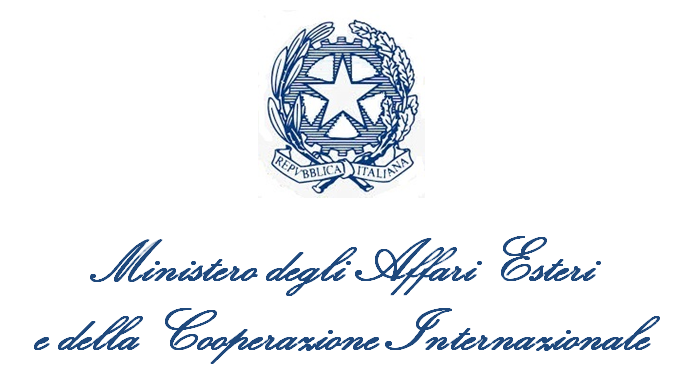 REPVBBLICA ITALIANA
Ministero degli Affari Esteri
e della Cooperazione Internazionale